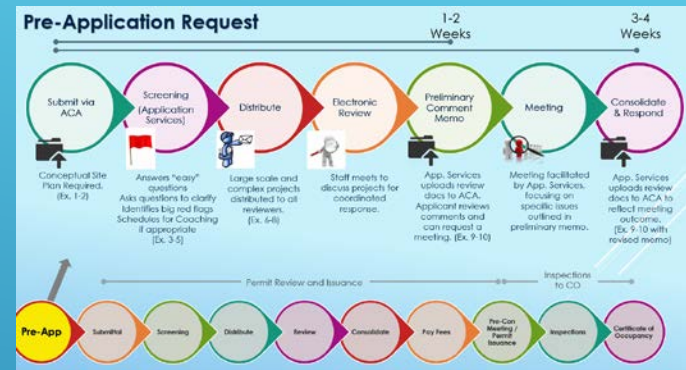 Pre-Application Request
1-2
Weeks
3-4
Weeks
Submit via
ACA
Screening
(Application
Services)
Distribute
Electronic
Review
Preliminary
Comment
Memo
Meeting
Consolidate
& Respond
Conceptual Site
Plan Required.
(Ex. 1-2)
Answers "easy"
questions
Asks questions to clarify
Identifies big red flags
Schedules for Coaching
if appropriate
(Ex. 3-5)
Large scale and
complex projects
distributed to all
reviewers.
(Ex. 6-8)
Staff meets to
discuss projects for
coordinated
response.
App. Services
uploads review
docs to ACA.
Applicant reviews
comments and
can request a
meeting. (Ex. 9-10)
Meeting facilitated
by App. Services,
focusing on
specific issues
outlined in
preliminary memo.
App. Services
uploads review
docs to ACA to
reflect meeting
outcome.
(Ex. 9-10 with
revised memo)
Permit Review and Issuance
Inspections
to CO
Pre-App
Submittal
Screening
Distribute
Review
Consolidate
Pay Fees
Pre-Con
Meeting /
Permit
Issuance
Inspections
Certificate of
Occupancy